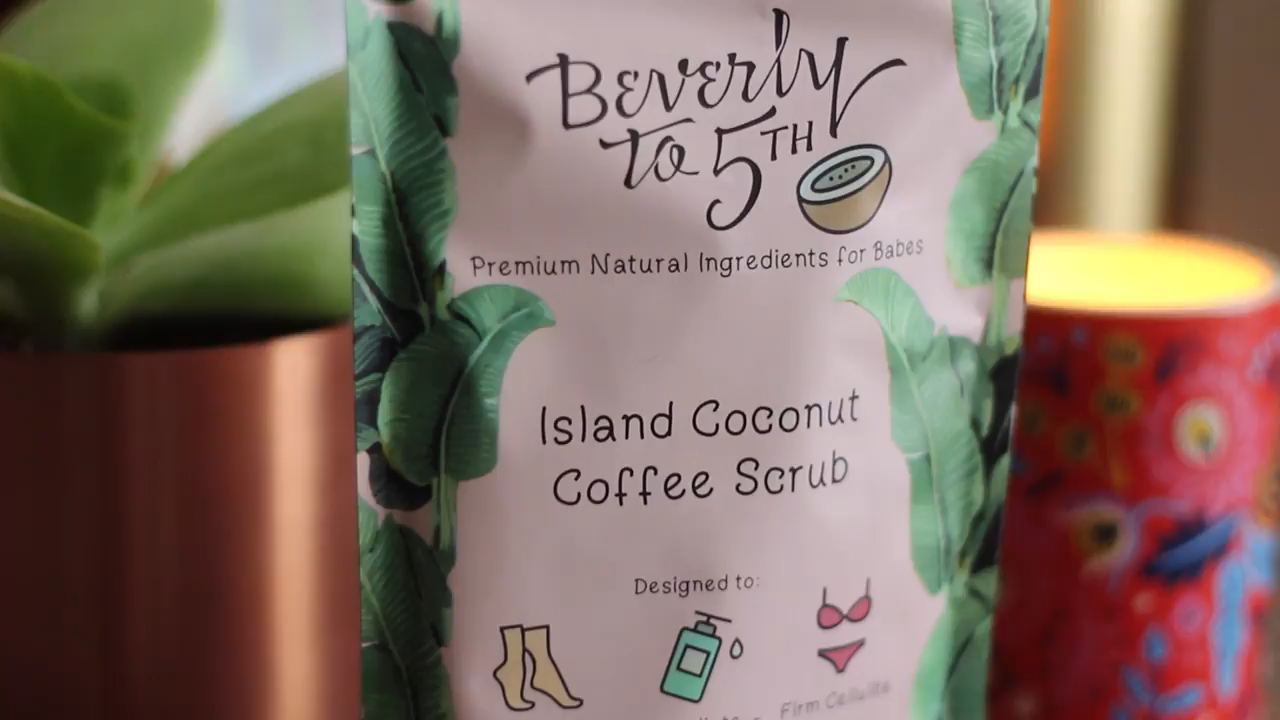 Beverly
to 5TH
Premium Natural Ingredients for Babes
Island Coconut
Coffee Scrub
Designed to:
Firm Cellulite